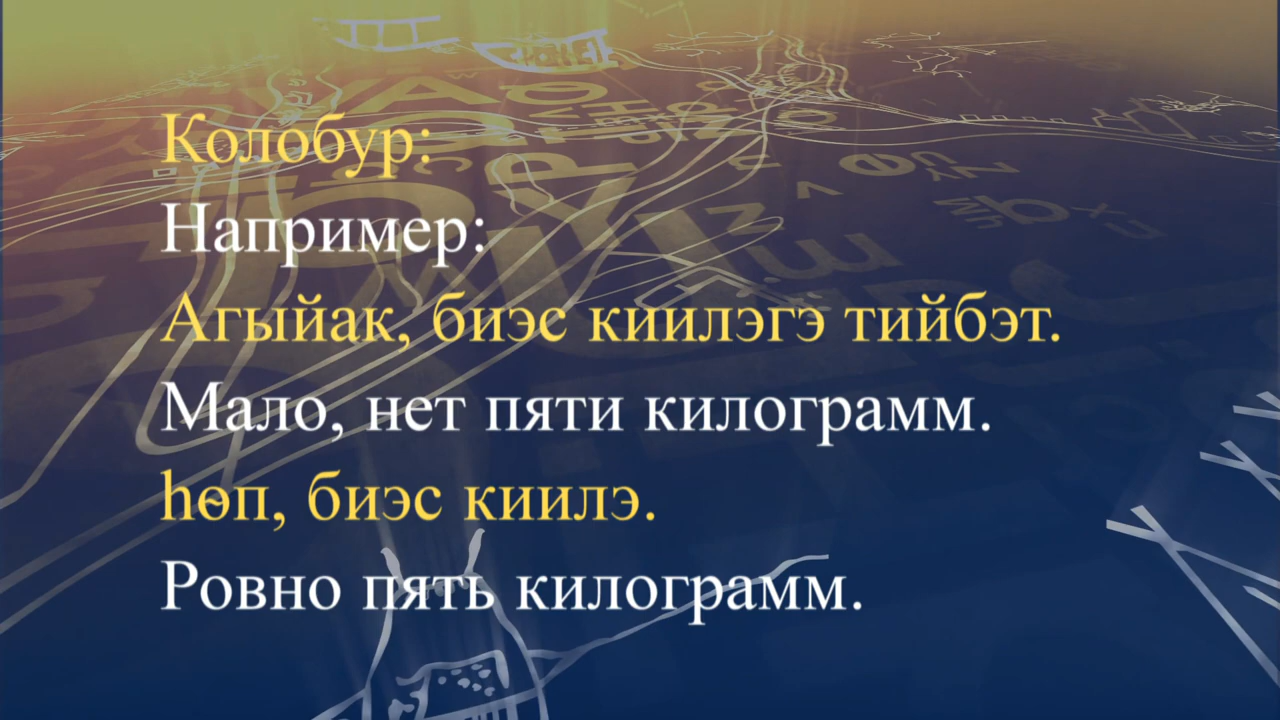 Колобур:
Например:
Агыйак, биэс киилэгэ тийбэт.
Мало, нет пяти килограмм.
һөп, биэс киилэ.
Ровно пять килограмм.